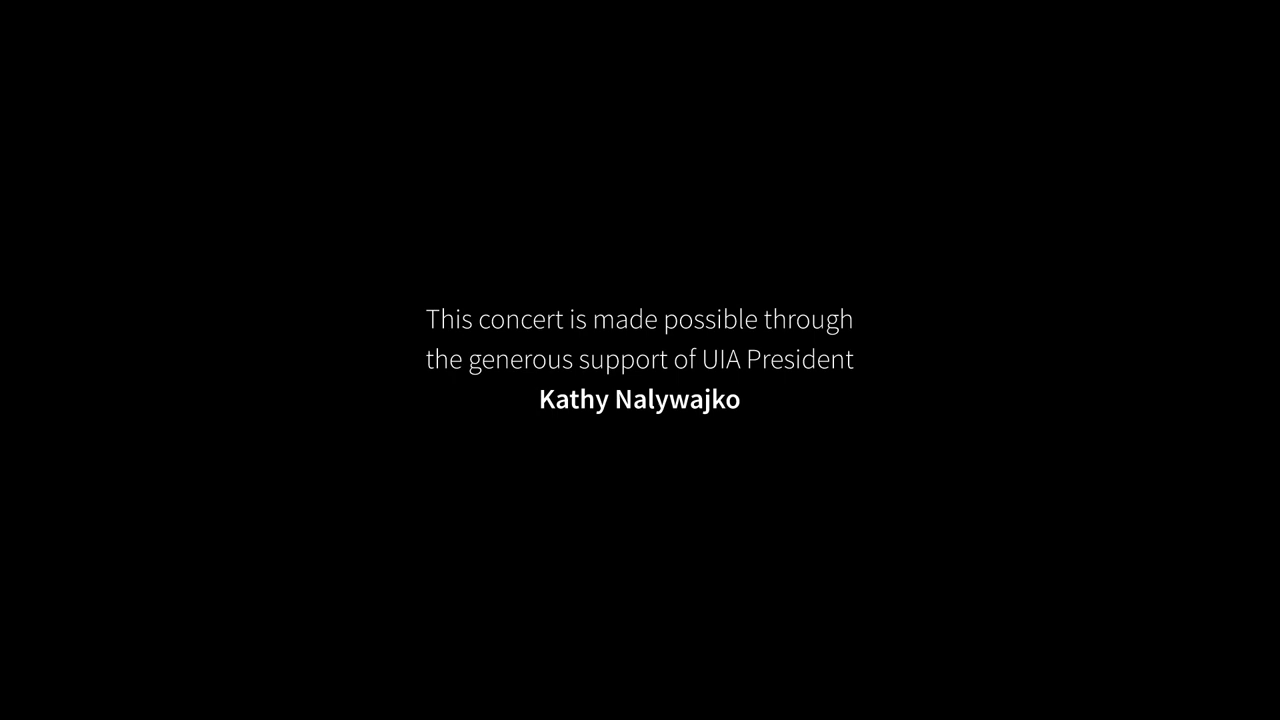 This concert is made possible through
the generous support of UIA President
Kathy Nalywajko